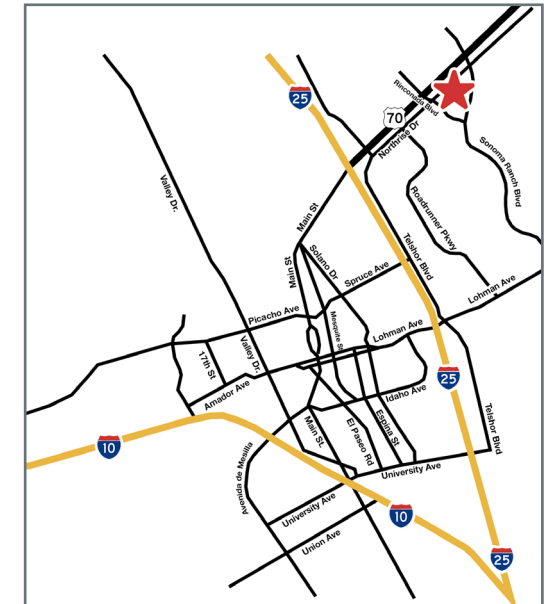 25
Rinconada Blvd
70
Northrise Dr
Sonoma Ranch Blvd
Valley Dr.
Roadrunner Pkwy
Main St
Solano Dr
Telshor Blvd
Main St
Spruce Ave
Lohman Ave
Picacho Ave
Mesquite St
Lohman Ave
Valley Dr.
17th St
25
Amador Ave
Idaho Ave
Telshor Blvd
Main St.
El Paseo Rd
Espina St
10
Avenida de Mesilla
University Ave
University Ave
10
Union Ave
25